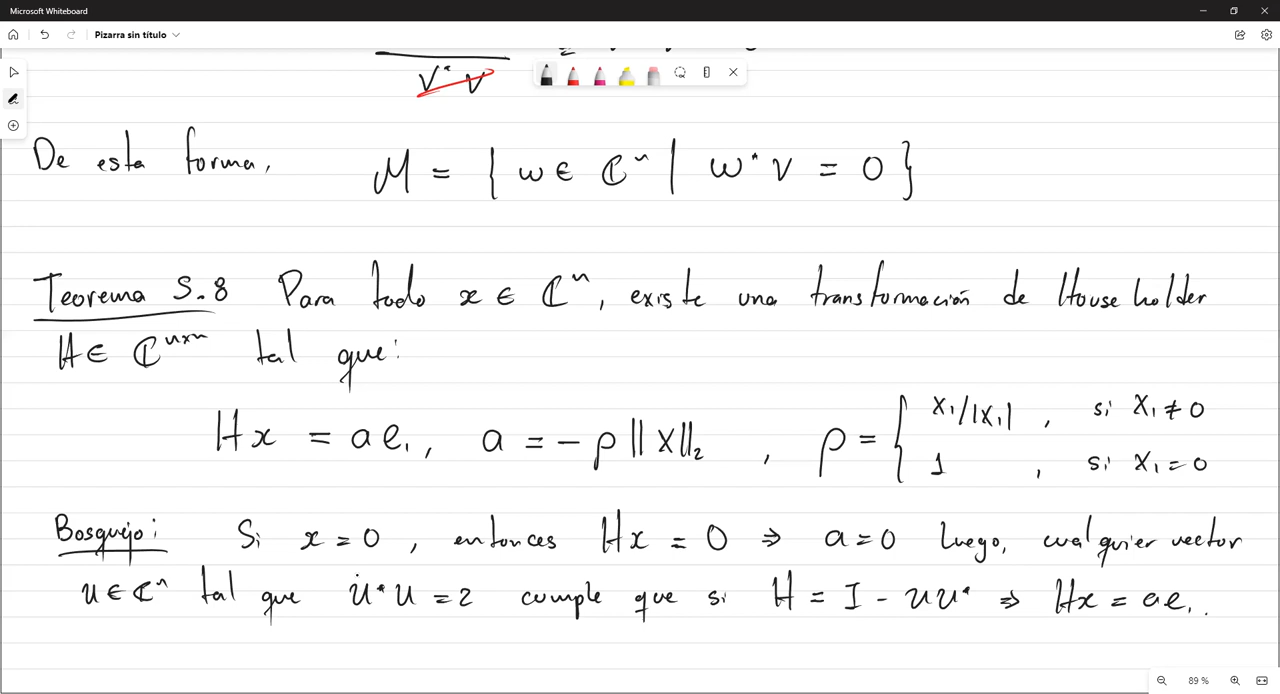 Microsoft Whiteboard
Pizarra sin título
V* V
De esta forma, M = { w ∈ ℂⁿ | w* v = 0 }
Teorema 5.8 Para todo x ∈ ℂⁿ, existe una transformación de Householder
H ∈ ℂⁿˣⁿ tal que:
Hx = ae₁, a = -ρ ||x||₂ , ρ = { x₁/|x₁| , si x₁ ≠ 0
1 , si x₁ = 0
Bosquejo: Si x = 0 , entonces Hx = 0 ⇒ a = 0 Luego, cualquier vector
u ∈ ℂⁿ tal que u* u = 2 cumple que si H = I - uu* ⇒ Hx = ae₁.
89 %